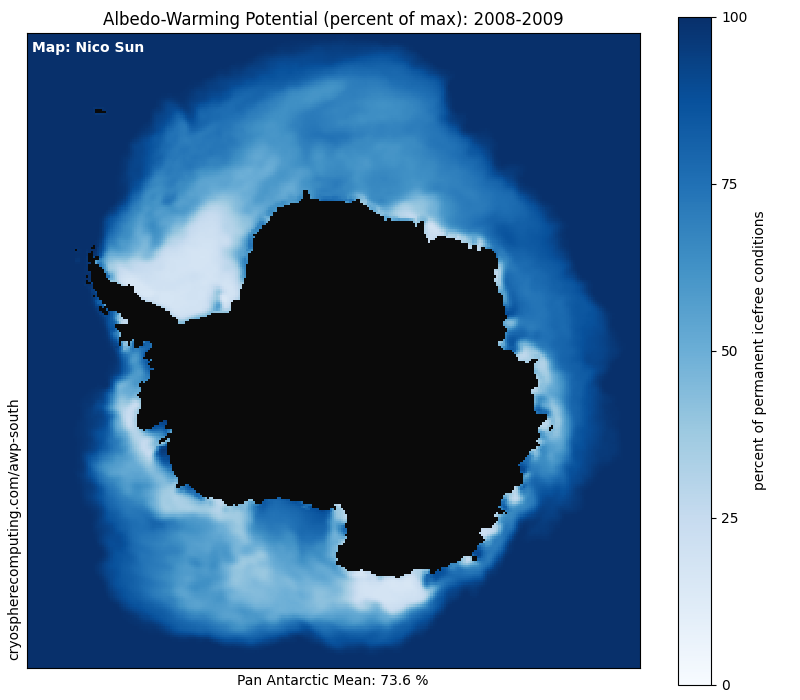 Albedo-Warming Potential (percent of max): 2008-2009
Map: Nico Sun
100
75
50
25
0
percent of permanent icefree conditions
cryospherecomputing.com/awp-south
Pan Antarctic Mean: 73.6 %